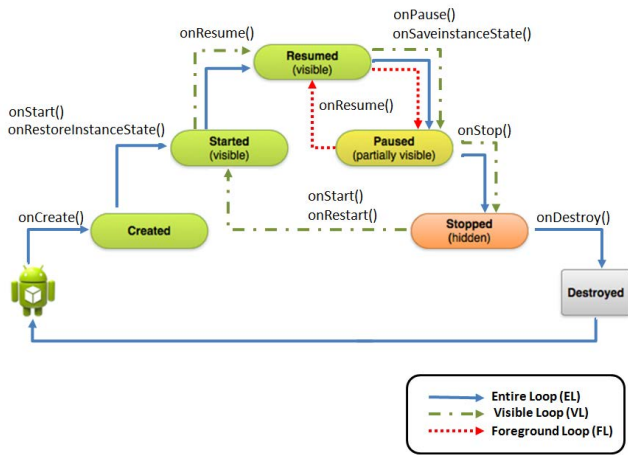 onPause()
onSaveinstanceState()
onResume()
Resumed
(visible)
onStart()
onRestoreInstanceState()
onResume()
Started
(visible)
Paused
(partially visible)
onStop()
onStart()
onRestart()
onCreate()
Created
Stopped
(hidden)
onDestroy()
Destroyed
Entire Loop (EL)
Visible Loop (VL)
Foreground Loop (FL)